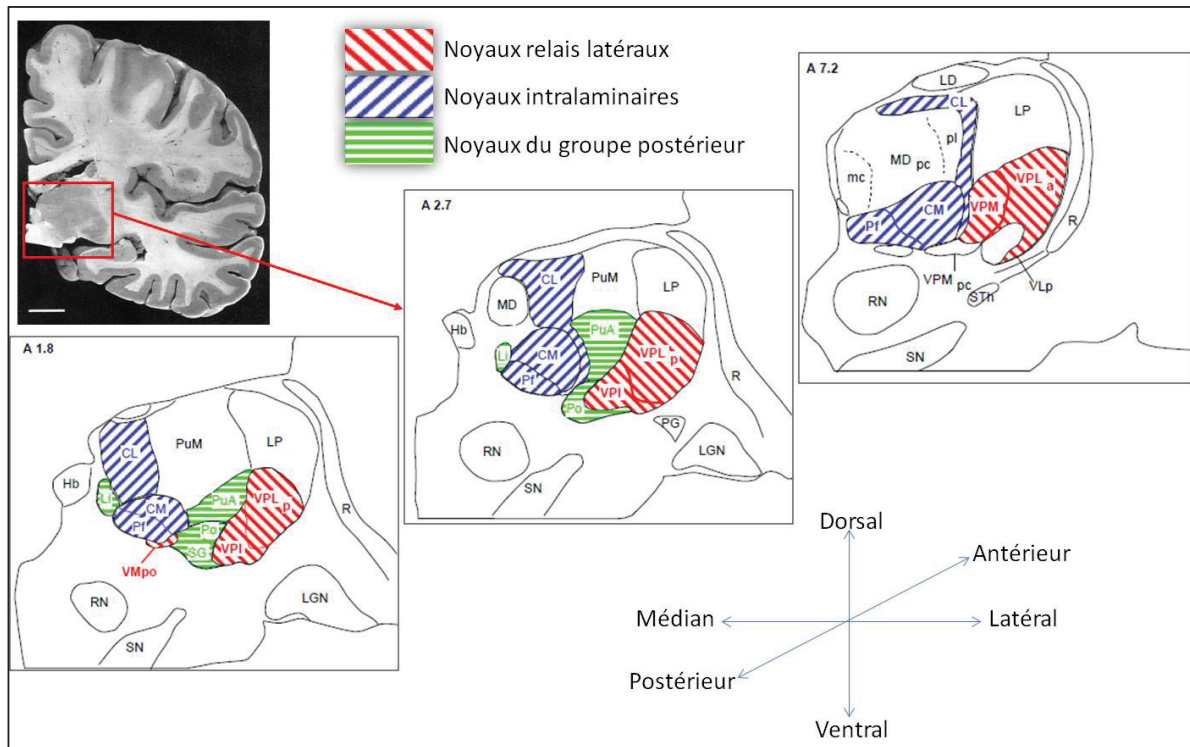 Noyaux relais latéraux
Noyaux intralaminaires
Noyaux du groupe postérieur
A 7.2
LD
CL
LP
pl
MD pc
mc
VPL a
VPM
CM
Pf
R
VPM pc
VLp
STh
RN
SN
A 2.7
CL
PuM
LP
MD
Hb
PuA
Li
CM
VPL p
Pf
VPI
R
Po
PG
RN
LGN
SN
A 1.8
CL
PuM
LP
Hb
Li
PuA
VPL p
CM
Pf
Po
R
SG
VPI
VMpo
RN
LGN
SN
Dorsal
Antérieur
Médian
Latéral
Postérieur
Ventral